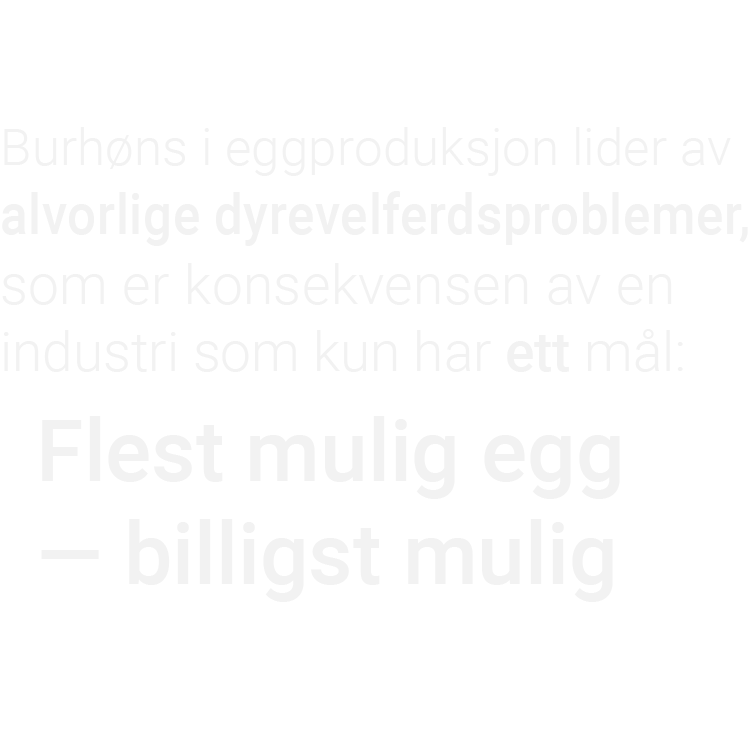 Burhøns i eggproduksjon lider av
alvorlige dyrevelferdsproblemer,
som er konsekvensen av en
industri som kun har ett mål:
Flest mulig egg
– billigst mulig